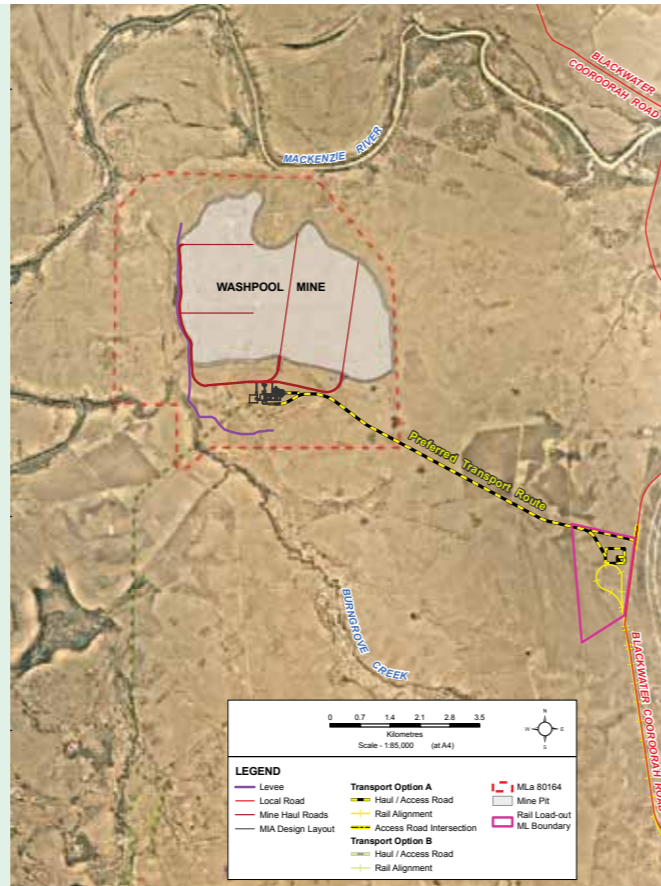 BLACKWATER
COOROORAH ROAD
MACKENZIE RIVER
WASHPOOL MINE
Preferred Transport Route
BURNGROVE CREEK
BLACKWATER COOROORAH ROAD
0 0.7 1.4 2.1 2.8 3.5
Kilometres
Scale - 1:85,000 (at A4)
N
W E
S
LEGEND
Levee
Local Road
Mine Haul Roads
MIA Design Layout
Transport Option A
Haul / Access Road
Rail Alignment
Access Road Intersection
Transport Option B
Haul / Access Road
Rail Alignment
MLa 80164
Mine Pit
Rail Load-out
ML Boundary